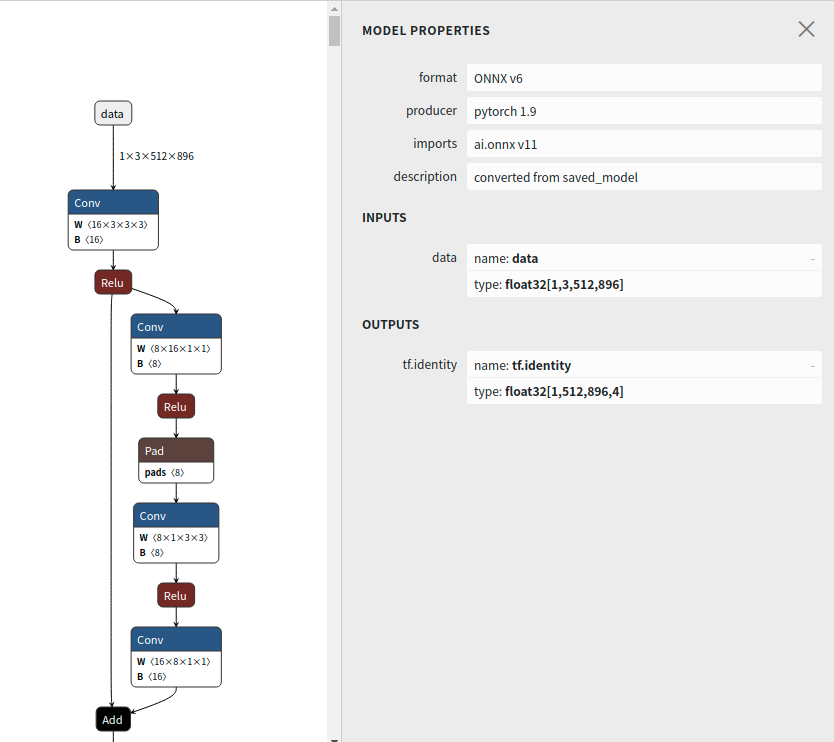 data
1×3×512×896
Conv
W ⟨16×3×3×3⟩
B ⟨16⟩
Relu
Conv
W ⟨8×16×1×1⟩
B ⟨8⟩
Relu
Pad
pads ⟨8⟩
Conv
W ⟨8×1×3×3⟩
B ⟨8⟩
Relu
Conv
W ⟨16×8×1×1⟩
B ⟨16⟩
Add
MODEL PROPERTIES
format ONNX v6
producer pytorch 1.9
imports ai.onnx v11
description converted from saved_model
INPUTS
data name: data -
type: float32[1,3,512,896]
OUTPUTS
tf.identity name: tf.identity -
type: float32[1,512,896,4]